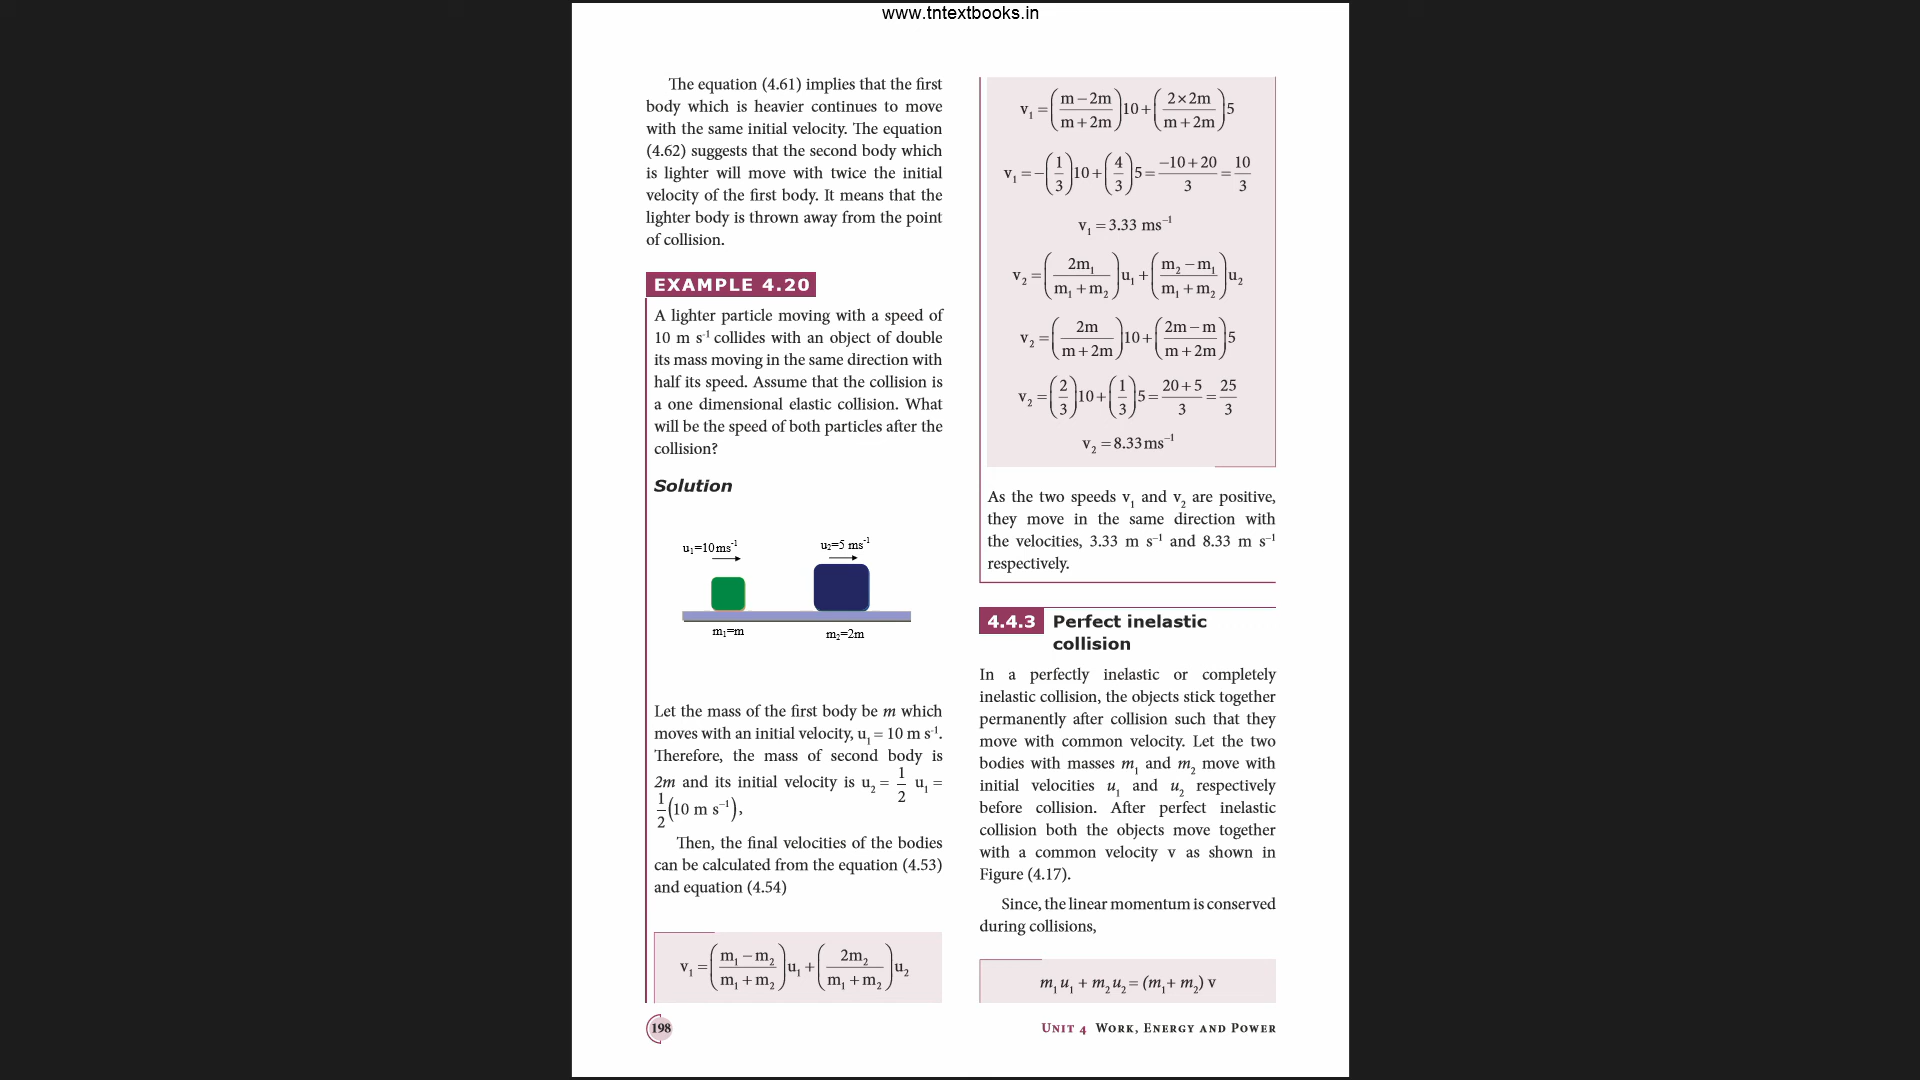 www.tntextbooks.in
The equation (4.61) implies that the first
body which is heavier continues to move
with the same initial velocity. The equation
(4.62) suggests that the second body which
is lighter will move with twice the initial
velocity of the first body. It means that the
lighter body is thrown away from the point
of collision.
EXAMPLE 4.20
A lighter particle moving with a speed of
10 m s⁻¹ collides with an object of double
its mass moving in the same direction with
half its speed. Assume that the collision is
a one dimensional elastic collision. What
will be the speed of both particles after the
collision?
Solution
u₁=10ms⁻¹ u₂=5 ms⁻¹
m₁=m m₂=2m
Let the mass of the first body be m which
moves with an initial velocity, u₁ = 10 m s⁻¹.
Therefore, the mass of second body is
2m and its initial velocity is u₂ = 1/2 u₁ =
1/2(10 m s⁻¹),
Then, the final velocities of the bodies
can be calculated from the equation (4.53)
and equation (4.54)
v₁ = ((m₁ − m₂)/(m₁ + m₂))u₁ + (2m₂/(m₁ + m₂))u₂
v₁ = ((m − 2m)/(m + 2m))10 + ((2 × 2m)/(m + 2m))5
v₁ = −(1/3)10 + (4/3)5 = (−10 + 20)/3 = 10/3
v₁ = 3.33 ms⁻¹
v₂ = (2m₁/(m₁ + m₂))u₁ + ((m₂ − m₁)/(m₁ + m₂))u₂
v₂ = (2m/(m + 2m))10 + ((2m − m)/(m + 2m))5
v₂ = (2/3)10 + (1/3)5 = (20 + 5)/3 = 25/3
v₂ = 8.33ms⁻¹
As the two speeds v₁ and v₂ are positive,
they move in the same direction with
the velocities, 3.33 m s⁻¹ and 8.33 m s⁻¹
respectively.
4.4.3 Perfect inelastic
collision
In a perfectly inelastic or completely
inelastic collision, the objects stick together
permanently after collision such that they
move with common velocity. Let the two
bodies with masses m₁ and m₂ move with
initial velocities u₁ and u₂ respectively
before collision. After perfect inelastic
collision both the objects move together
with a common velocity v as shown in
Figure (4.17).
Since, the linear momentum is conserved
during collisions,
m₁u₁ + m₂u₂ = (m₁+ m₂) v
198
UNIT 4 WORK, ENERGY AND POWER